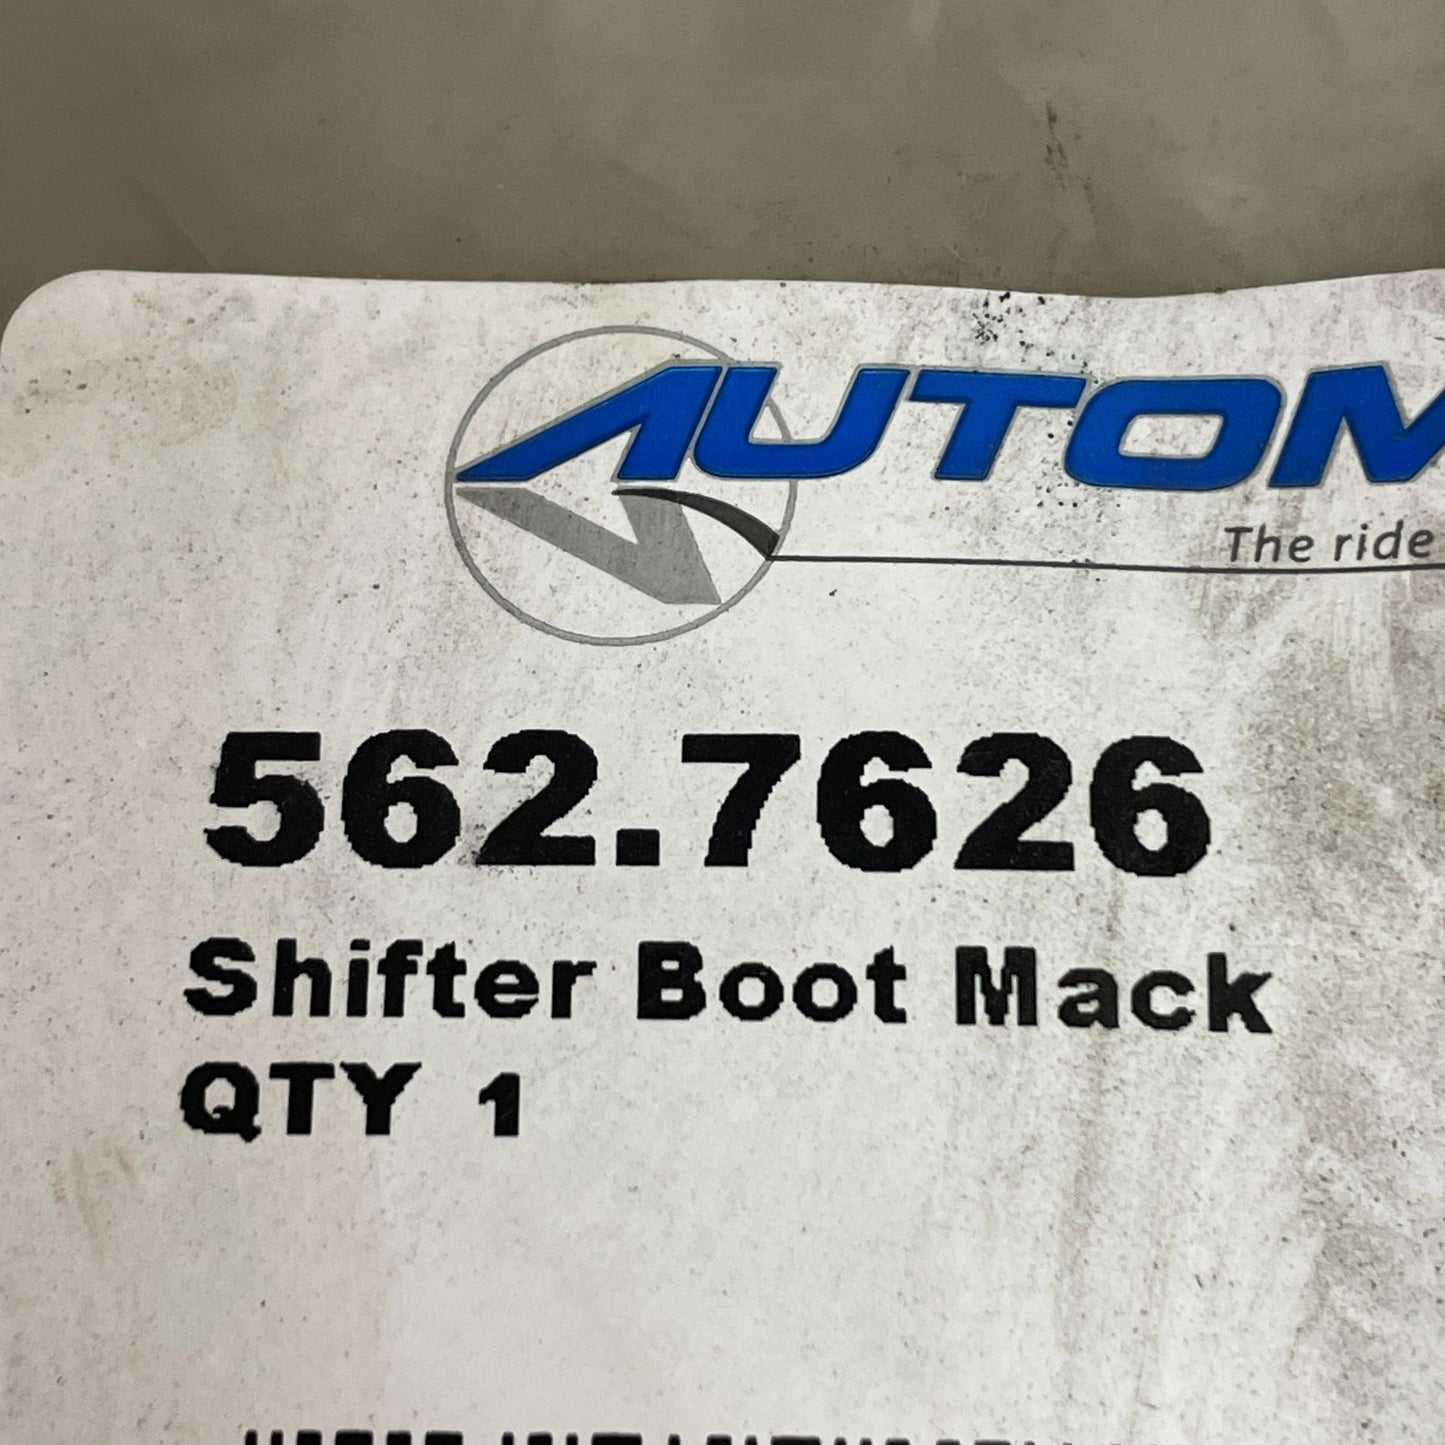 AUTOM
The ride
562.7626
Shifter Boot Mack
QTY 1